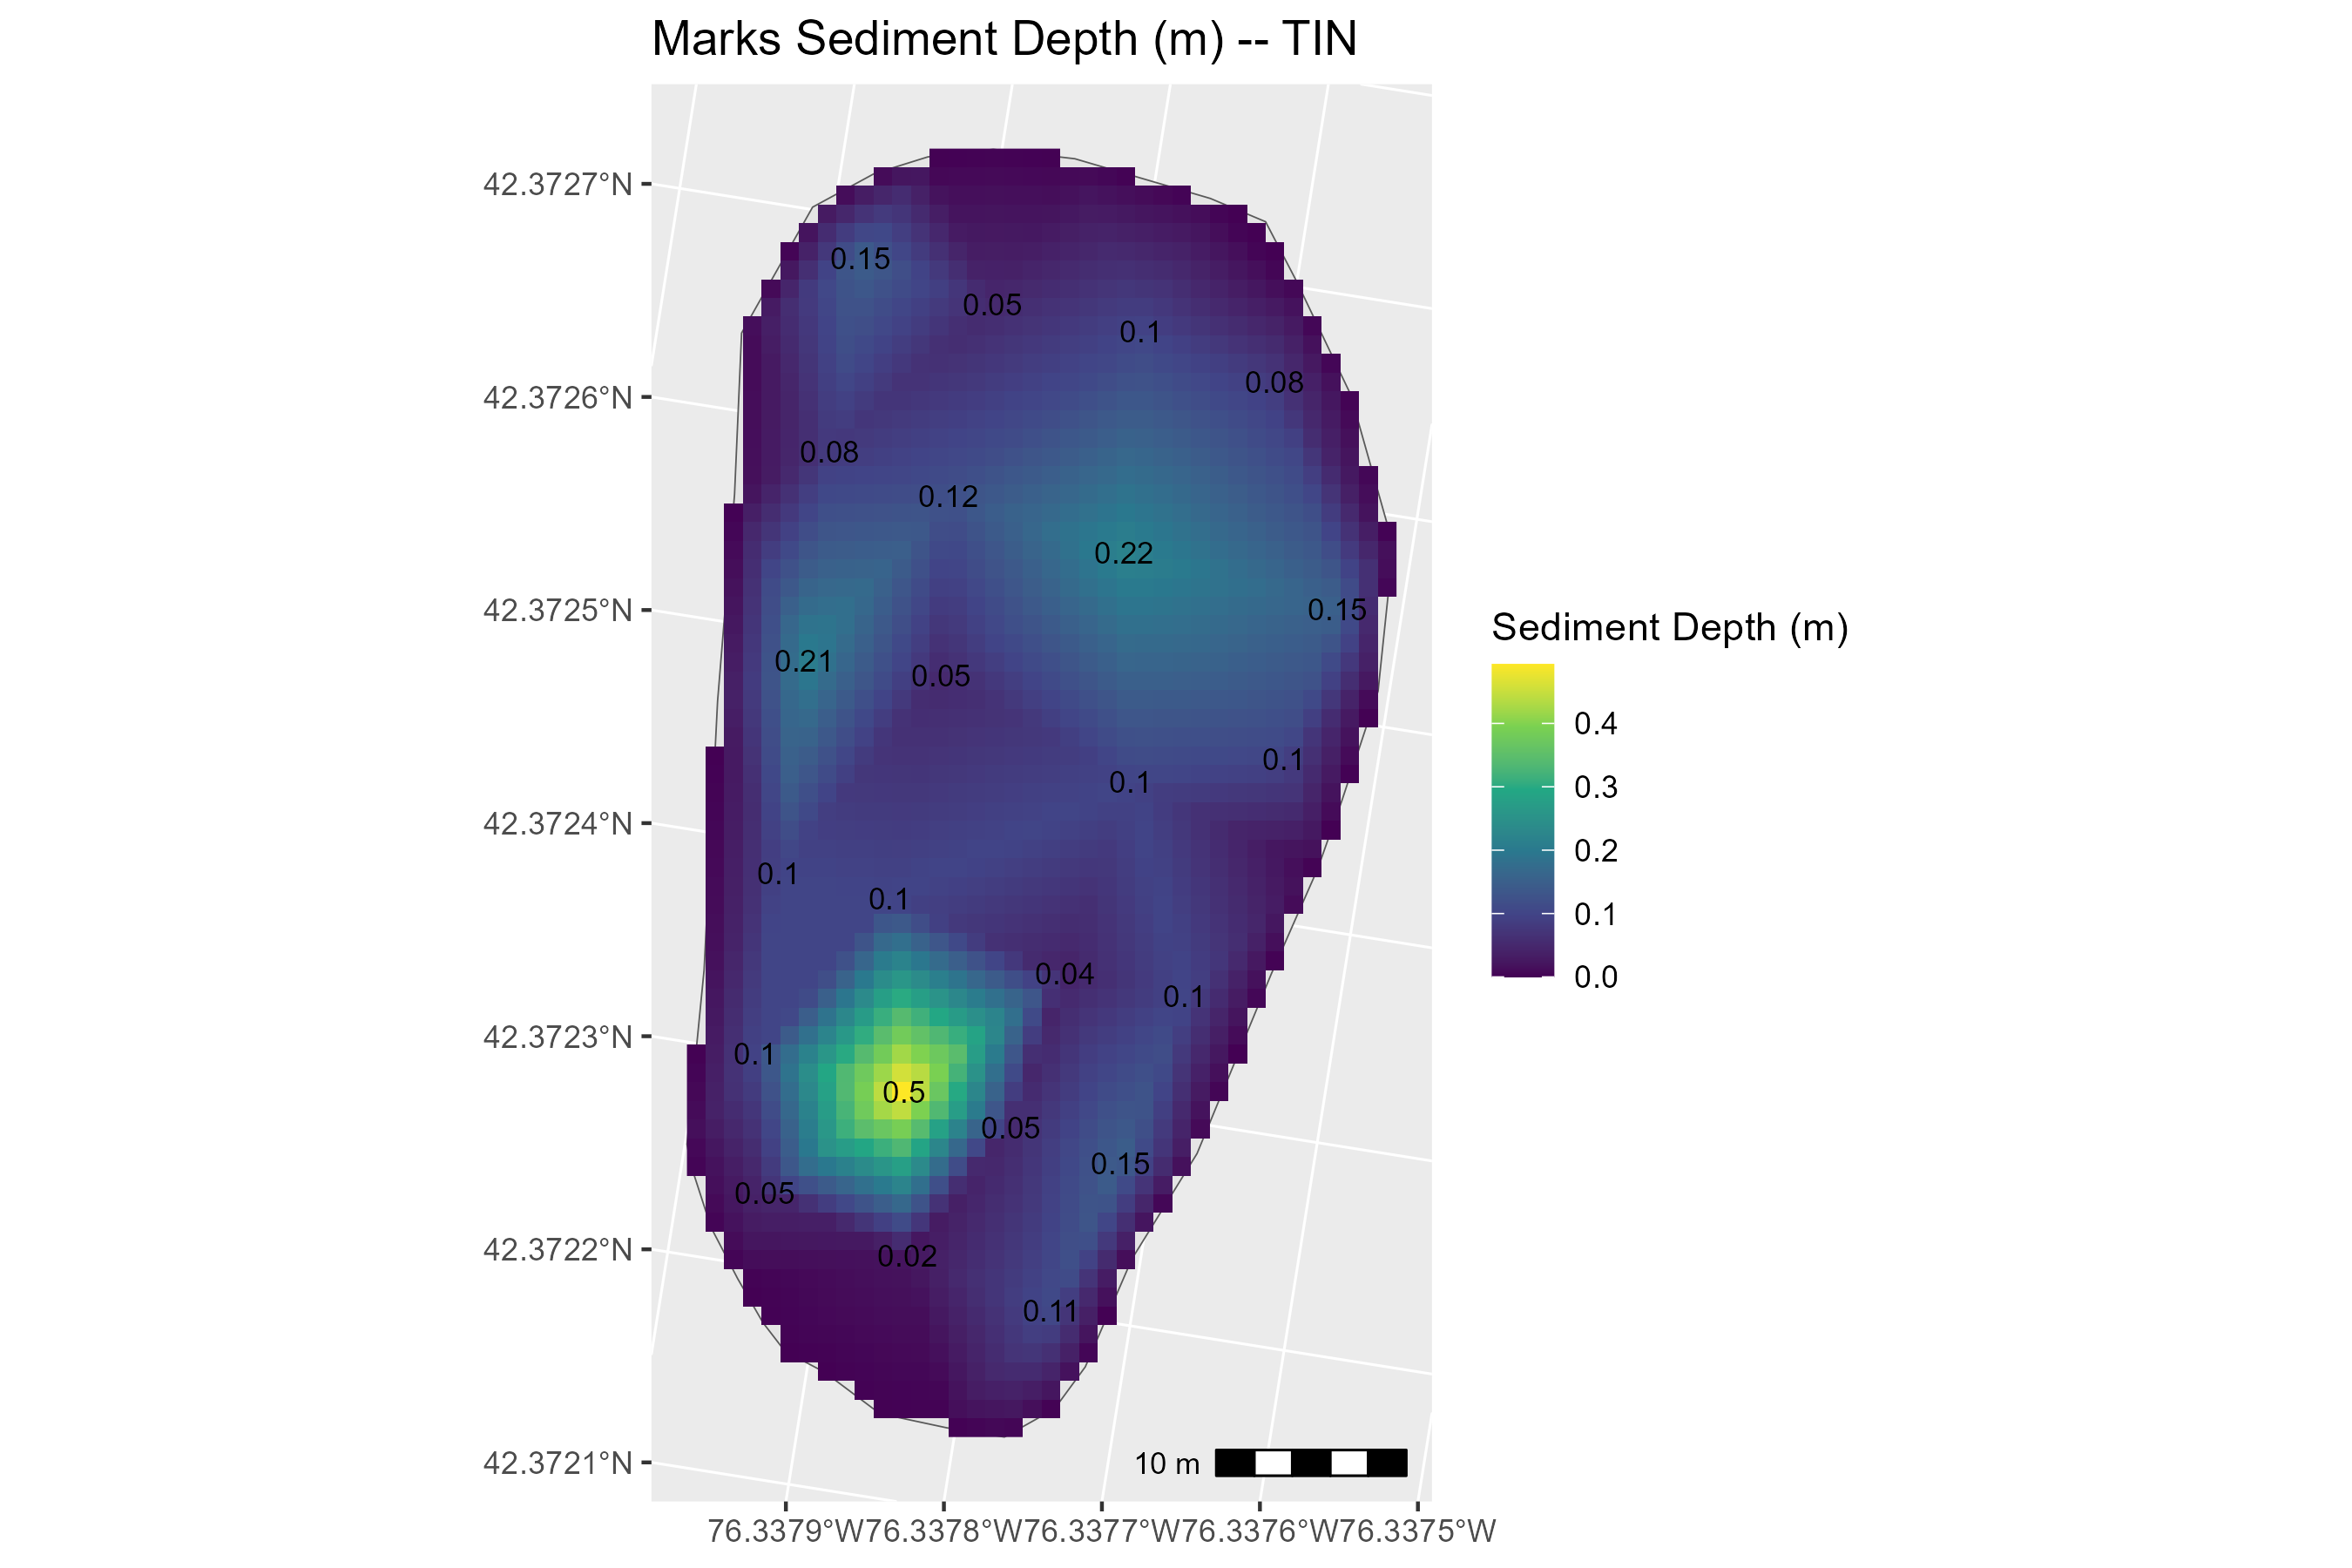 Marks Sediment Depth (m) -- TIN
42.3727°N
42.3726°N
42.3725°N
42.3724°N
42.3723°N
42.3722°N
42.3721°N
0.15
0.05
0.1
0.08
0.08
0.12
0.22
0.15
0.21
0.05
0.1
0.1
0.1
0.1
0.04
0.1
0.1
0.5
0.05
0.15
0.05
0.02
0.11
10 m
76.3379°W
76.3378°W
76.3377°W
76.3376°W
76.3375°W
Sediment Depth (m)
0.4
0.3
0.2
0.1
0.0